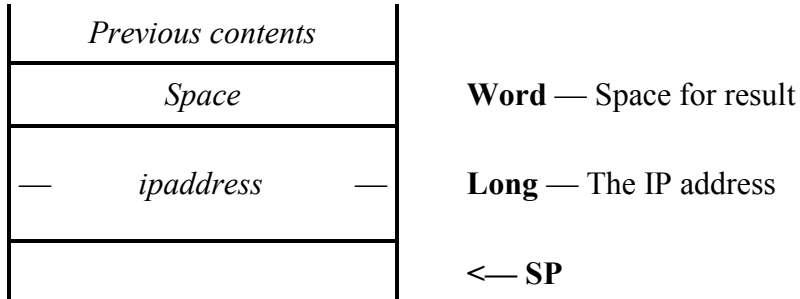 Previous contents
Space Word — Space for result
— ipaddress — Long — The IP address
<— SP